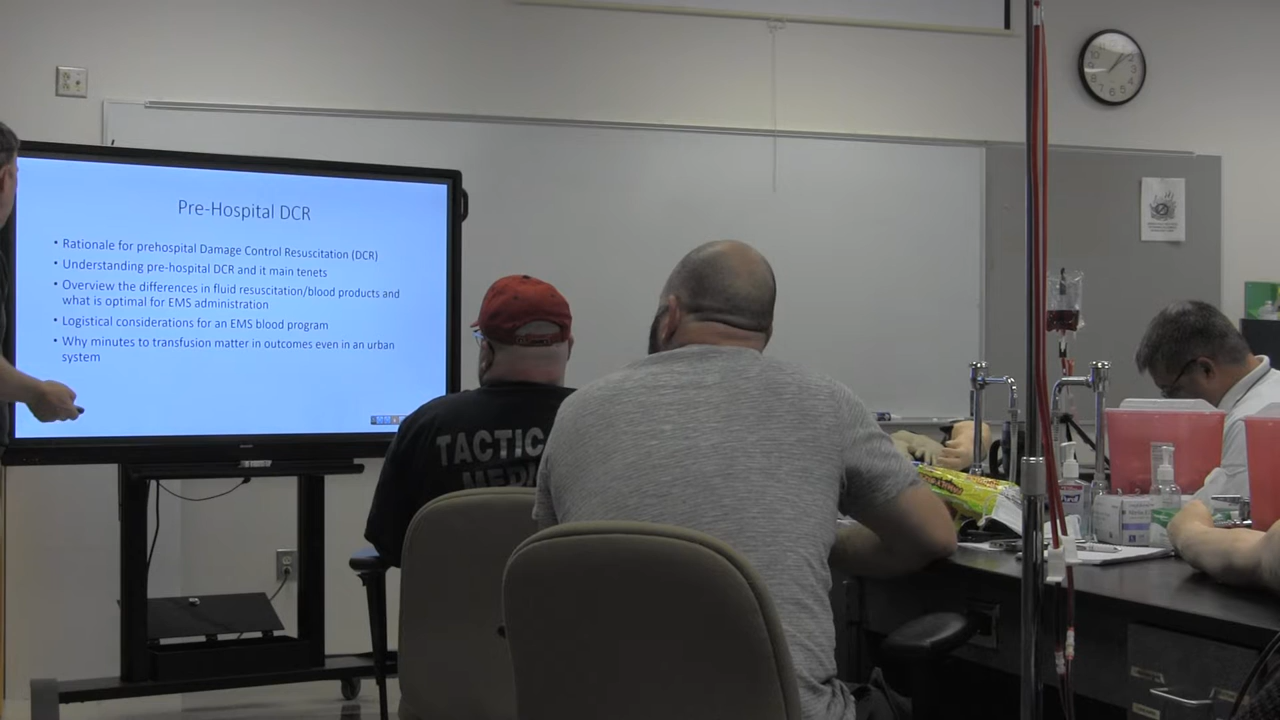 Pre-Hospital DCR
• Rationale for prehospital Damage Control Resuscitation (DCR)
• Understanding pre-hospital DCR and it main tenets
• Overview the differences in fluid resuscitation/blood products and
what is optimal for EMS administration
• Logistical considerations for an EMS blood program
• Why minutes to transfusion matter in outcomes even in an urban
system
TACTIC
MEDI